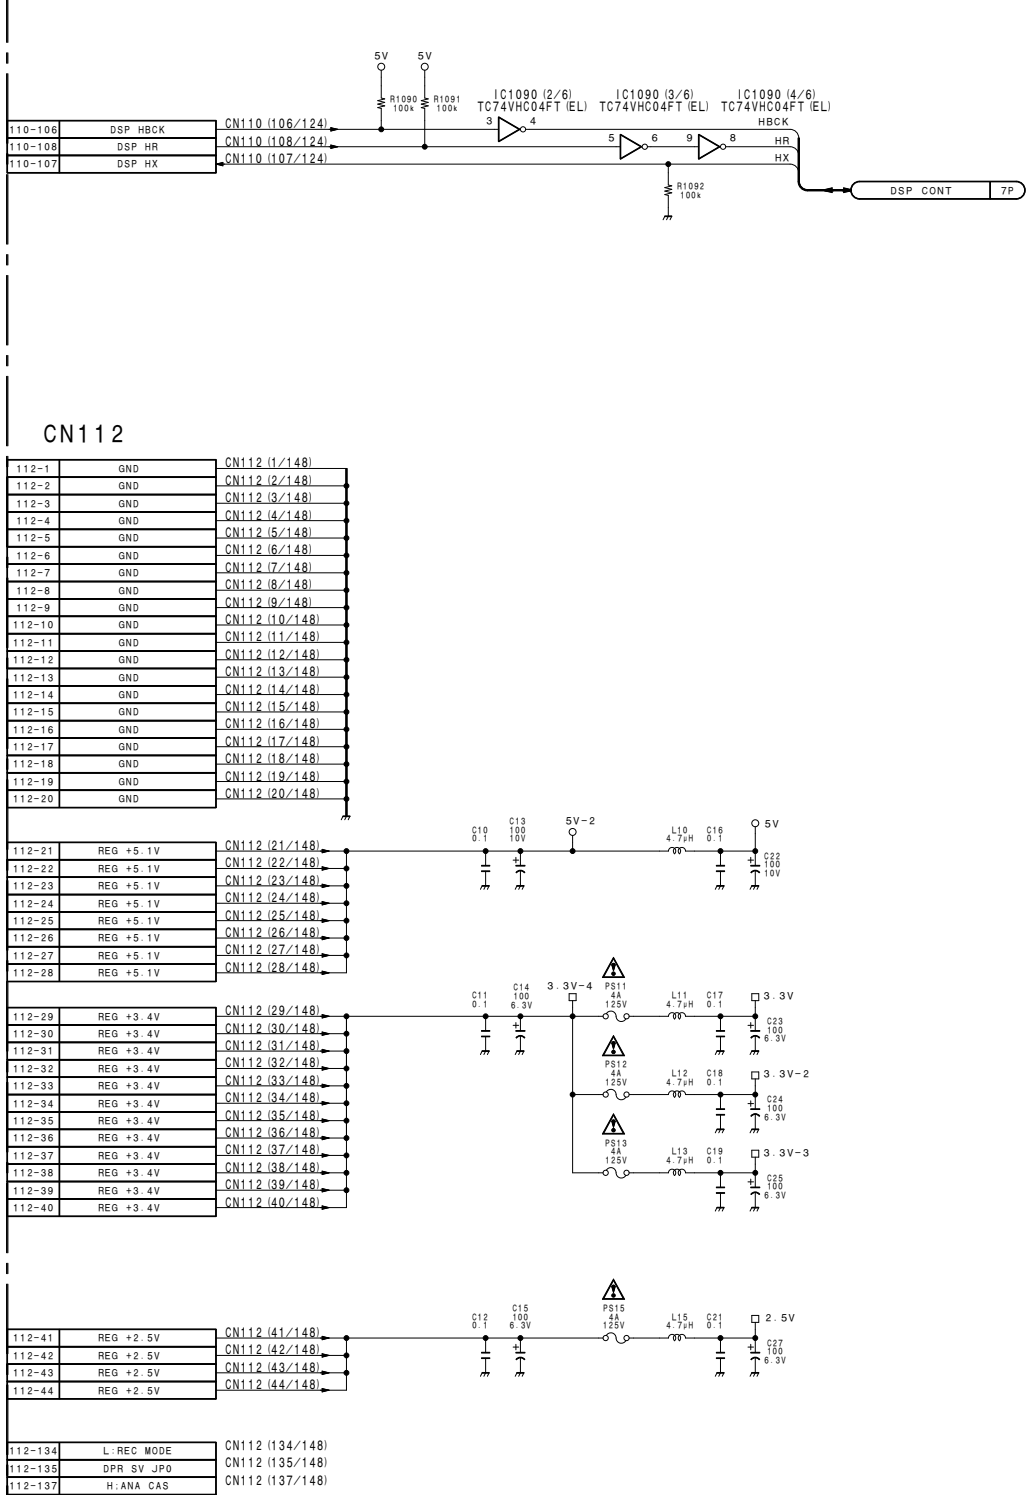 5V 5V
R1090 100k
R1091 100k
IC1090 (2/6) TC74VHC04FT(EL)
IC1090 (3/6) TC74VHC04FT(EL)
IC1090 (4/6) TC74VHC04FT(EL)
110-106 DSP HBCK CN110 (106/124) 3 4 HBCK
110-108 DSP HR CN110 (108/124) 5 6 9 8 HR
110-107 DSP HX CN110 (107/124) HX
R1092 100k
DSP CONT 7P
CN112
112-1 GND CN112 (1/148)
112-2 GND CN112 (2/148)
112-3 GND CN112 (3/148)
112-4 GND CN112 (4/148)
112-5 GND CN112 (5/148)
112-6 GND CN112 (6/148)
112-7 GND CN112 (7/148)
112-8 GND CN112 (8/148)
112-9 GND CN112 (9/148)
112-10 GND CN112 (10/148)
112-11 GND CN112 (11/148)
112-12 GND CN112 (12/148)
112-13 GND CN112 (13/148)
112-14 GND CN112 (14/148)
112-15 GND CN112 (15/148)
112-16 GND CN112 (16/148)
112-17 GND CN112 (17/148)
112-18 GND CN112 (18/148)
112-19 GND CN112 (19/148)
112-20 GND CN112 (20/148)
C10 0.1
C13 100 10V
5V-2
L10 4.7μH
C16 0.1
5V
C22 100 10V
112-21 REG +5.1V CN112 (21/148)
112-22 REG +5.1V CN112 (22/148)
112-23 REG +5.1V CN112 (23/148)
112-24 REG +5.1V CN112 (24/148)
112-25 REG +5.1V CN112 (25/148)
112-26 REG +5.1V CN112 (26/148)
112-27 REG +5.1V CN112 (27/148)
112-28 REG +5.1V CN112 (28/148)
C11 0.1
C14 100 6.3V
3.3V-4
PS11 4A 125V
L11 4.7μH
C17 0.1
3.3V
C23 100 6.3V
PS12 4A 125V
L12 4.7μH
C18 0.1
3.3V-2
C24 100 6.3V
PS13 4A 125V
L13 4.7μH
C19 0.1
3.3V-3
C25 100 6.3V
112-29 REG +3.4V CN112 (29/148)
112-30 REG +3.4V CN112 (30/148)
112-31 REG +3.4V CN112 (31/148)
112-32 REG +3.4V CN112 (32/148)
112-33 REG +3.4V CN112 (33/148)
112-34 REG +3.4V CN112 (34/148)
112-35 REG +3.4V CN112 (35/148)
112-36 REG +3.4V CN112 (36/148)
112-37 REG +3.4V CN112 (37/148)
112-38 REG +3.4V CN112 (38/148)
112-39 REG +3.4V CN112 (39/148)
112-40 REG +3.4V CN112 (40/148)
C12 0.1
C15 100 6.3V
PS15 4A 125V
L15 4.7μH
C21 0.1
2.5V
C27 100 6.3V
112-41 REG +2.5V CN112 (41/148)
112-42 REG +2.5V CN112 (42/148)
112-43 REG +2.5V CN112 (43/148)
112-44 REG +2.5V CN112 (44/148)
112-134 L:REC MODE CN112 (134/148)
112-135 DPR SV JP0 CN112 (135/148)
112-137 H:ANA CAS CN112 (137/148)